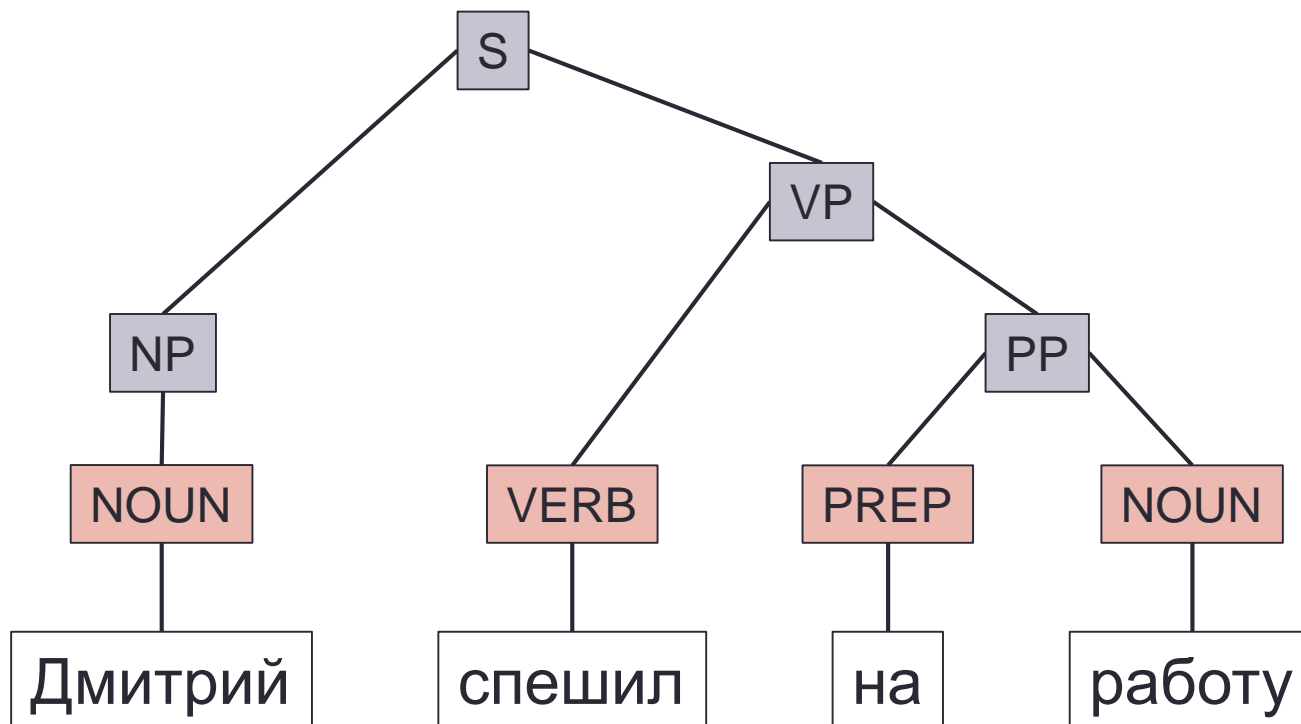 S
VP
NP
PP
NOUN
VERB
PREP
NOUN
Дмитрий
спешил
на
работу